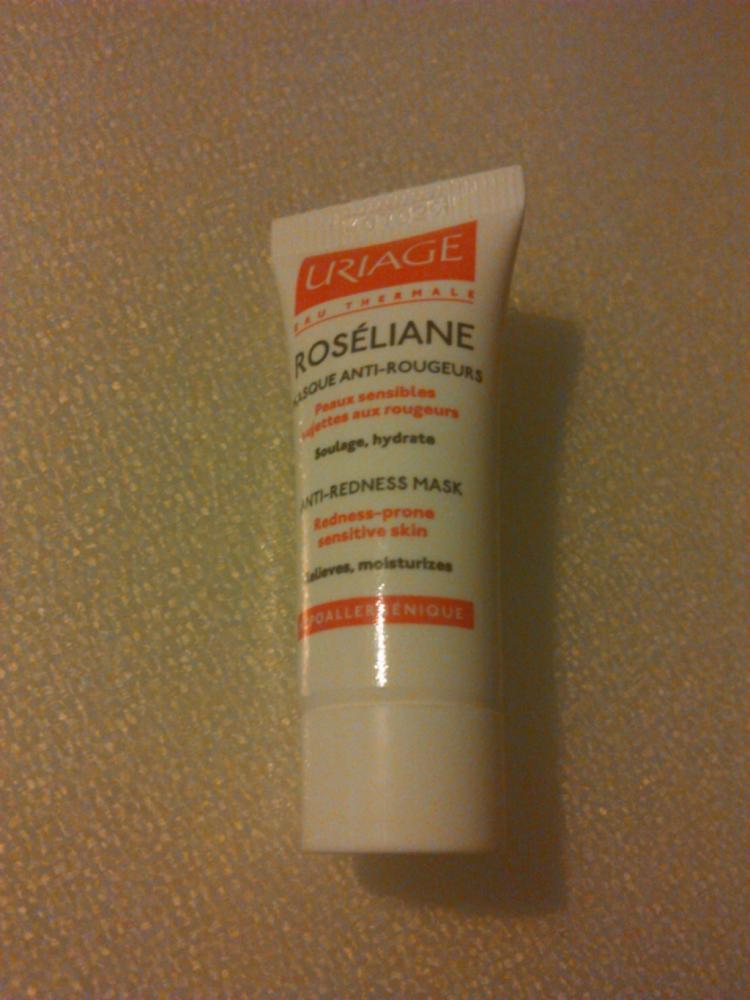 URIAGE
EAU THERMALE
ROSÉLIANE
MASQUE ANTI-ROUGEURS
Peaux sensibles
sujettes aux rougeurs
Soulage, hydrate
ANTI-REDNESS MASK
Redness-prone
sensitive skin
Relieves, moisturizes
HYPOALLERGÉNIQUE